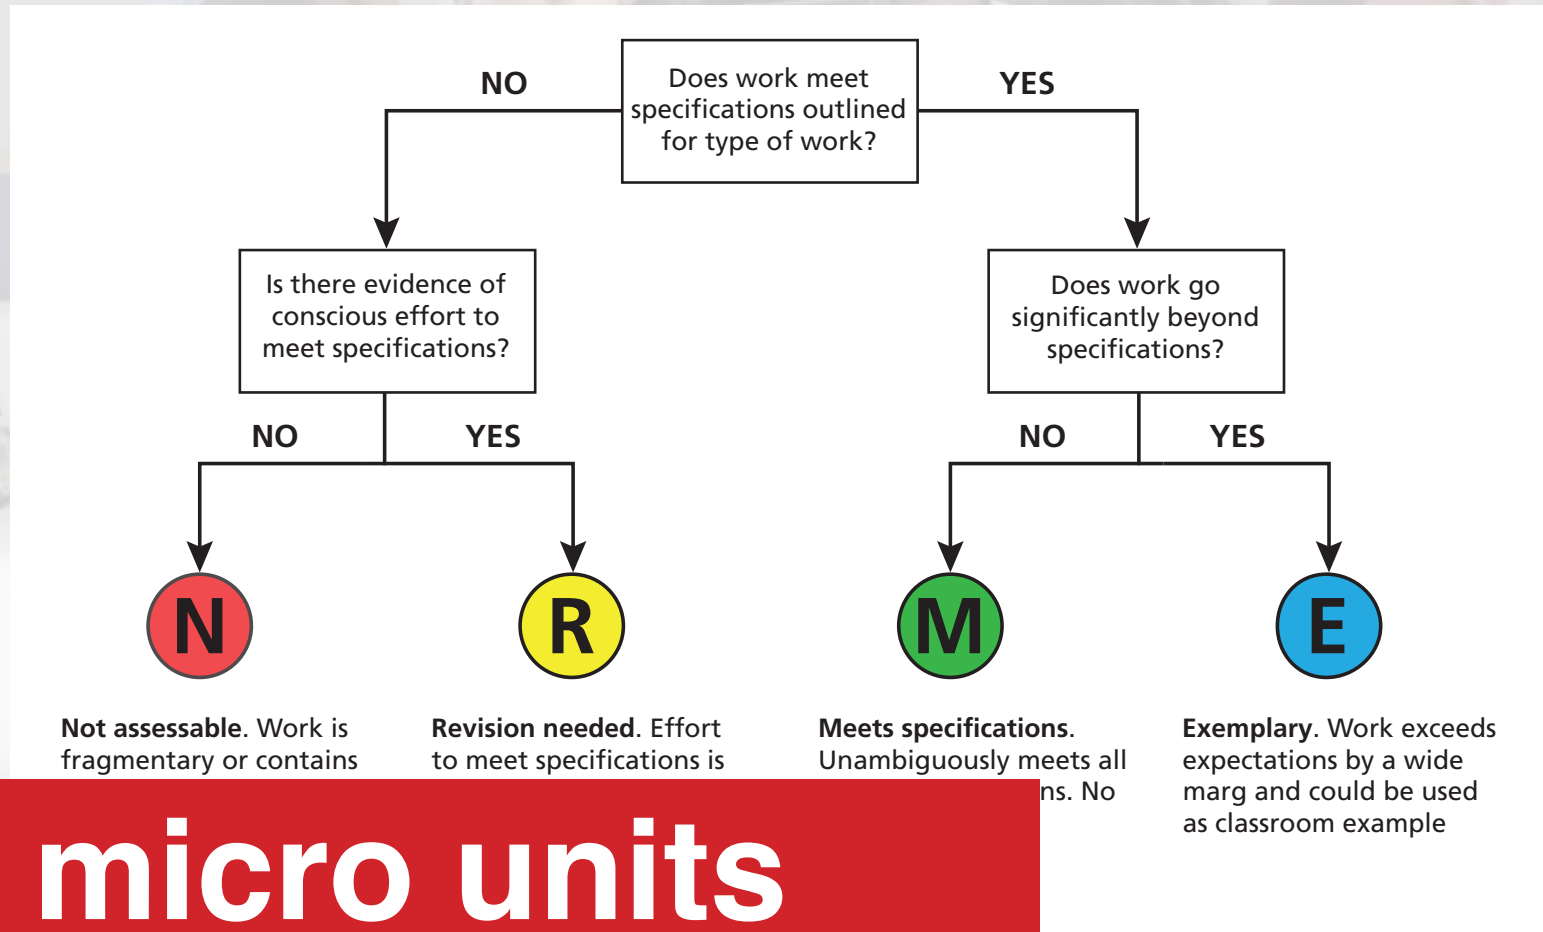 Does work meet
specifications outlined
for type of work?
NO
YES
Is there evidence of
conscious effort to
meet specifications?
Does work go
significantly beyond
specifications?
NO
YES
NO
YES
N
R
M
E
Not assessable. Work is
fragmentary or contains
Revision needed. Effort
to meet specifications is
Meets specifications.
Unambiguously meets all
ns. No
Exemplary. Work exceeds
expectations by a wide
marg and could be used
as classroom example
micro units